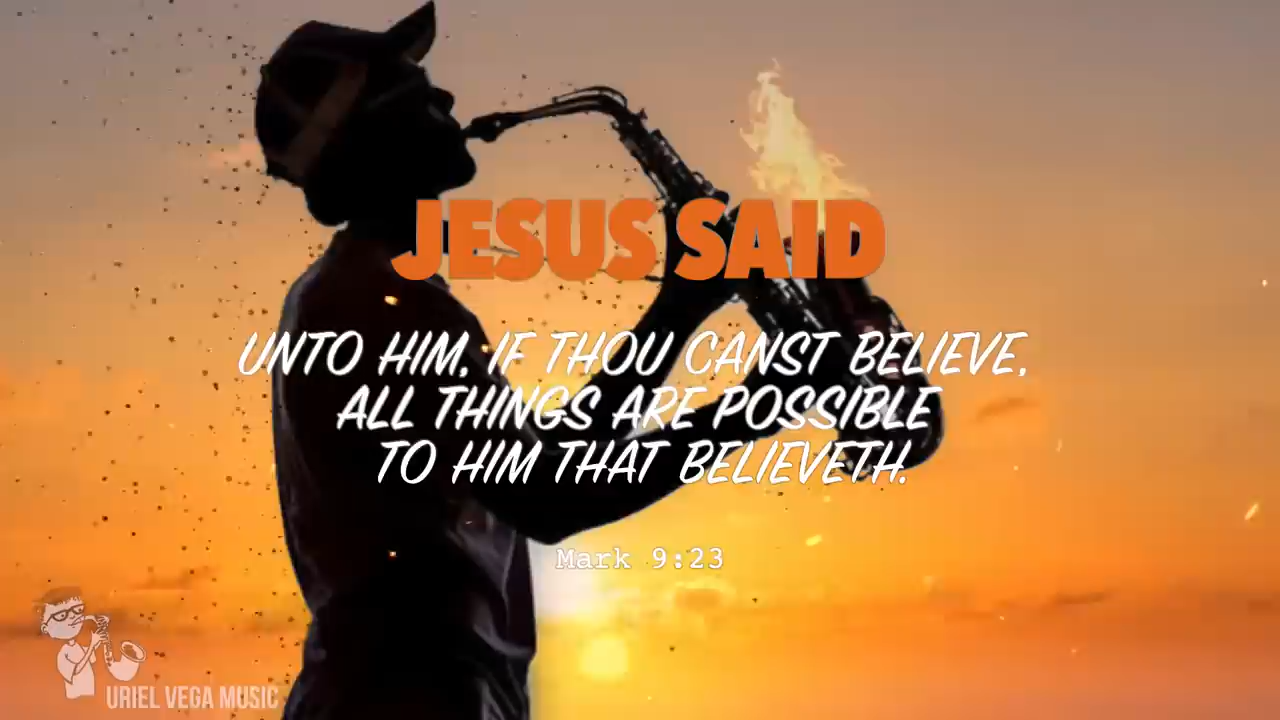 JESUS SAID
UNTO HIM, IF THOU CANST BELIEVE,
ALL THINGS ARE POSSIBLE
TO HIM THAT BELIEVETH.
Mark 9:23
URIEL VEGA MUSIC